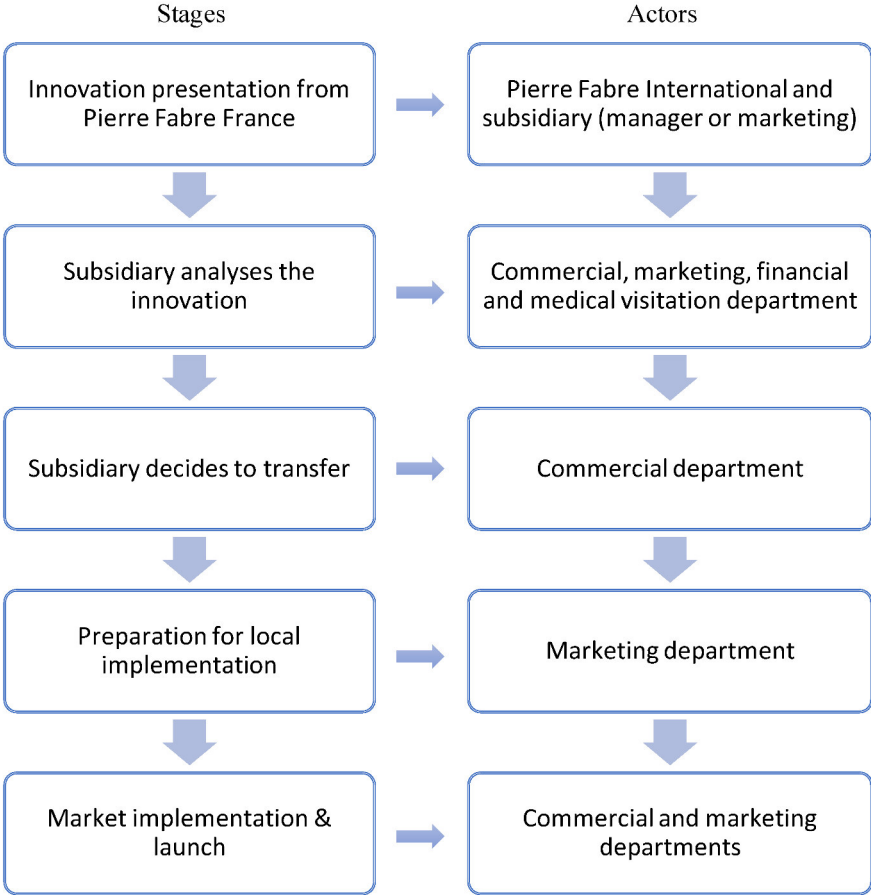 Stages
Actors
Innovation presentation from
Pierre Fabre France
Pierre Fabre International and
subsidiary (manager or marketing)
Subsidiary analyses the
innovation
Commercial, marketing, financial
and medical visitation department
Subsidiary decides to transfer
Commercial department
Preparation for local
implementation
Marketing department
Market implementation &
launch
Commercial and marketing
departments